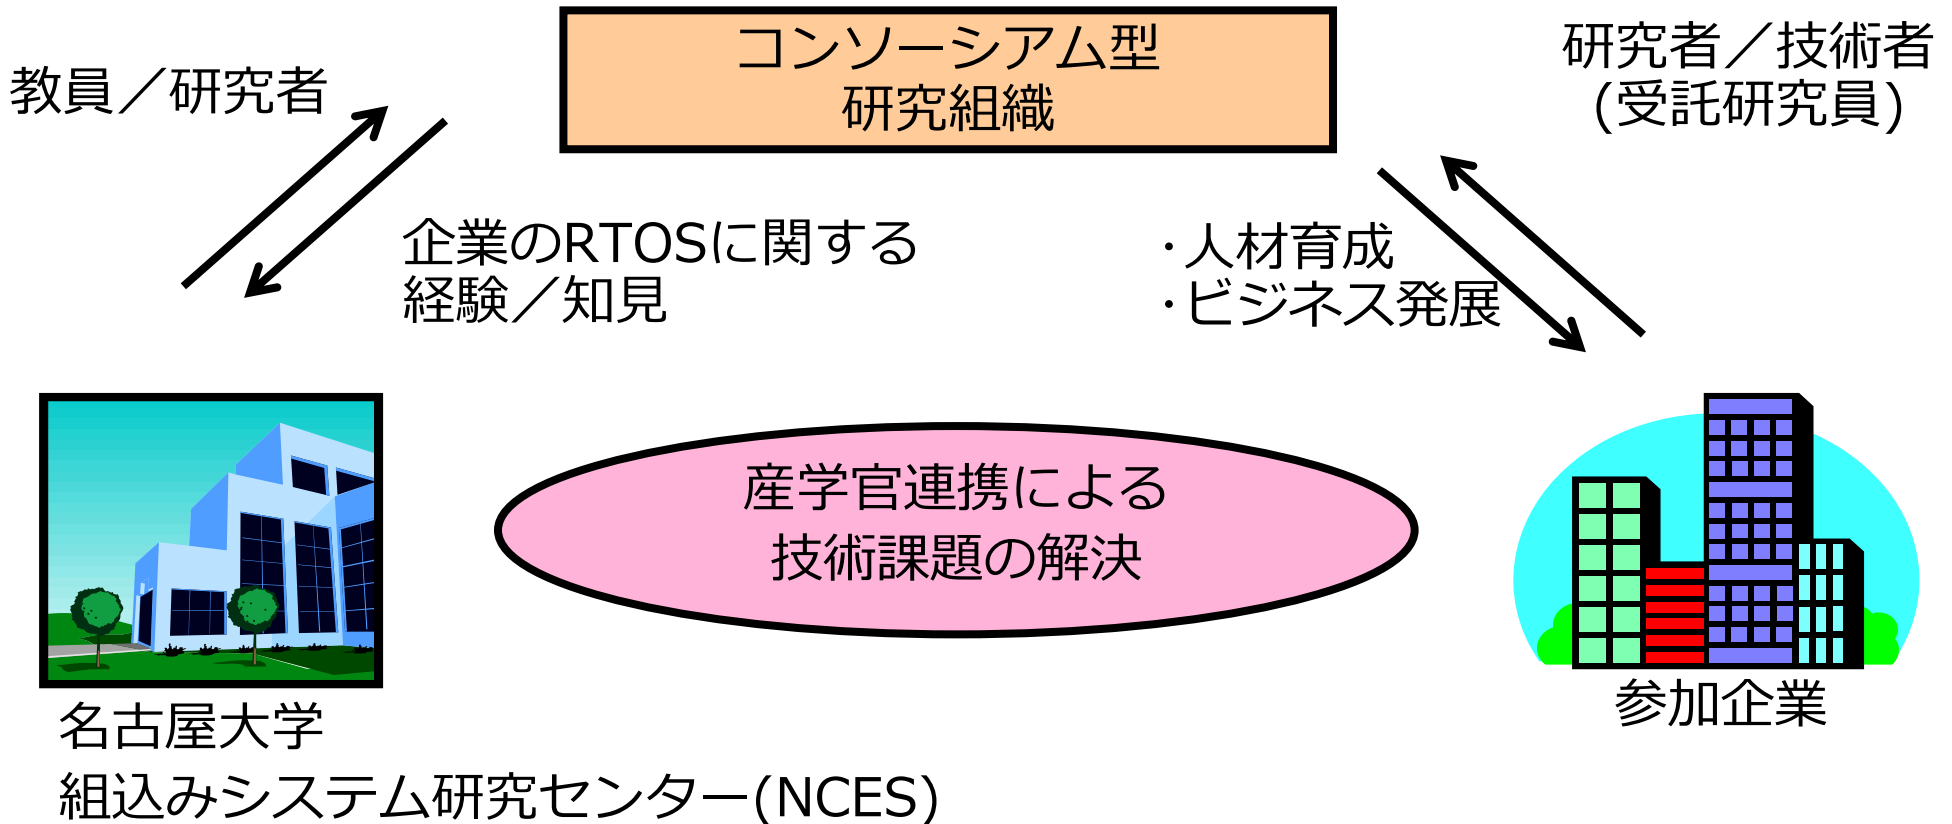 コンソーシアム型
研究組織
教員／研究者
研究者／技術者
(受託研究員)
企業のRTOSに関する
経験／知見
・人材育成
・ビジネス発展
産学官連携による
技術課題の解決
名古屋大学
組込みシステム研究センター(NCES)
参加企業